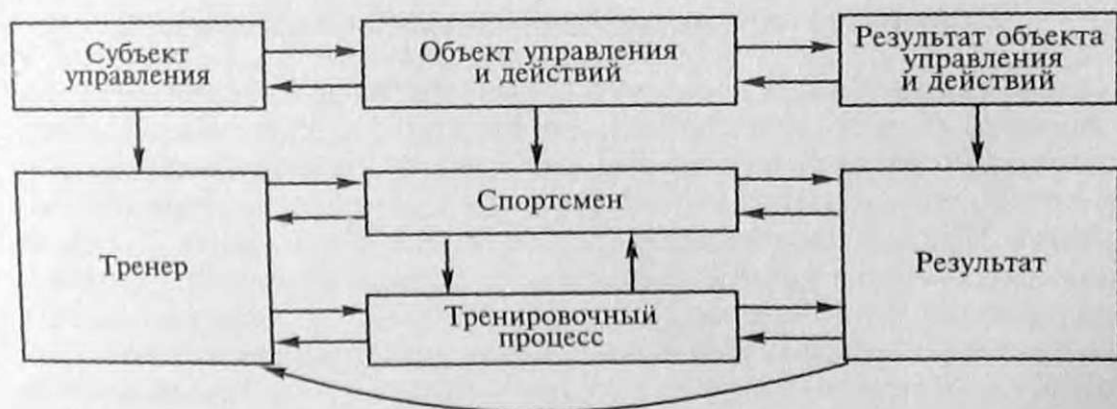 Субъект
управления
Объект управления
и действий
Результат объекта
управления
и действий
Тренер
Спортсмен
Тренировочный
процесс
Результат